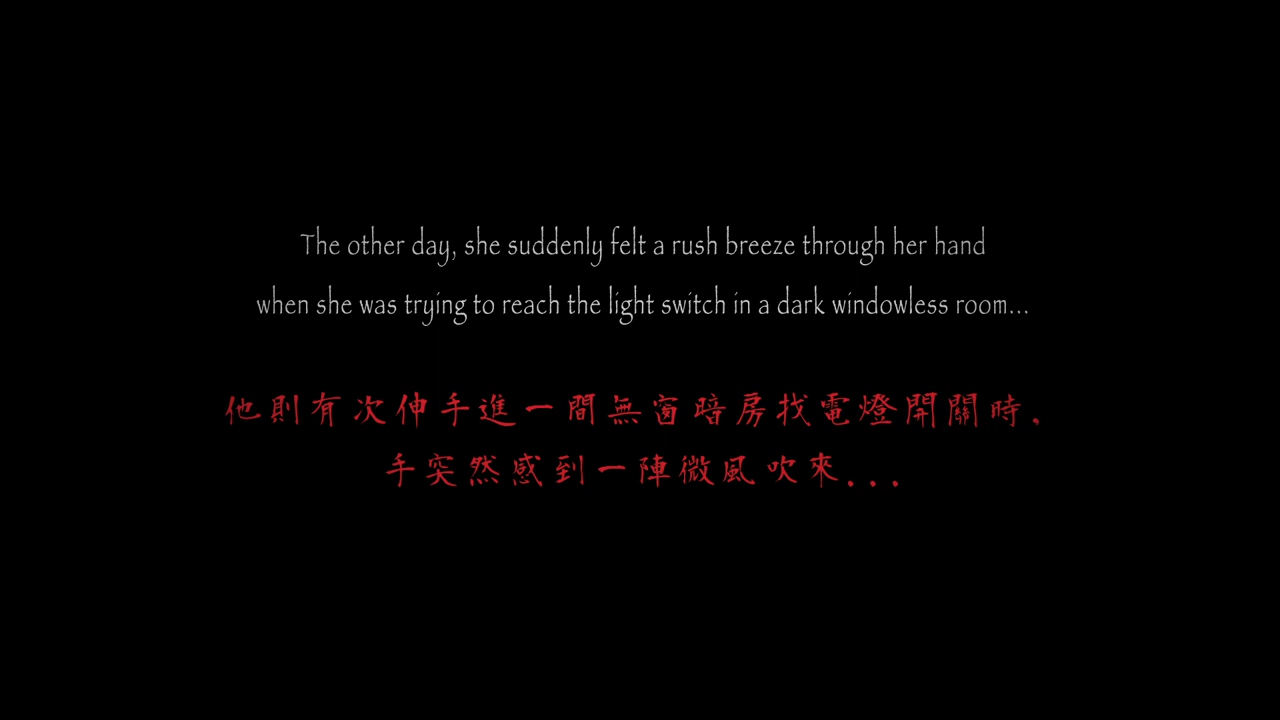 The other day, she suddenly felt a rush breeze through her hand
when she was trying to reach the light switch in a dark windowless room...
他則有次伸手進一間無窗暗房找電燈開關時.
手突然感到一陣微風吹來...